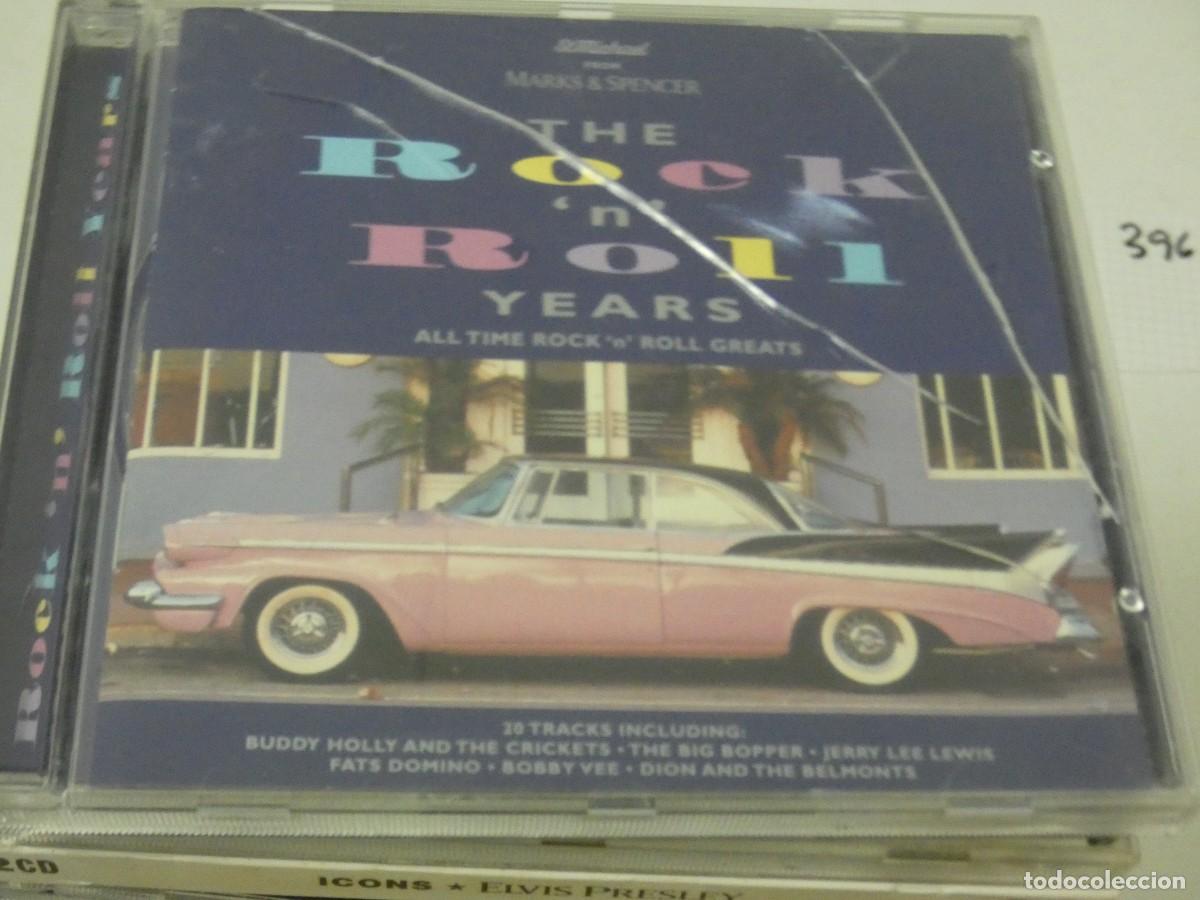 St Michael
FROM
MARKS & SPENCER
THE
Rock
'n'
Roll
YEARS
ALL TIME ROCK 'n' ROLL GREATS
20 TRACKS INCLUDING:
BUDDY HOLLY AND THE CRICKETS · THE BIG BOPPER · JERRY LEE LEWIS
FATS DOMINO · BOBBY VEE · DION AND THE BELMONTS
Rock 'n' Roll
396
2CD
ICONS ★ ELVIS PRESLEY
todocoleccion